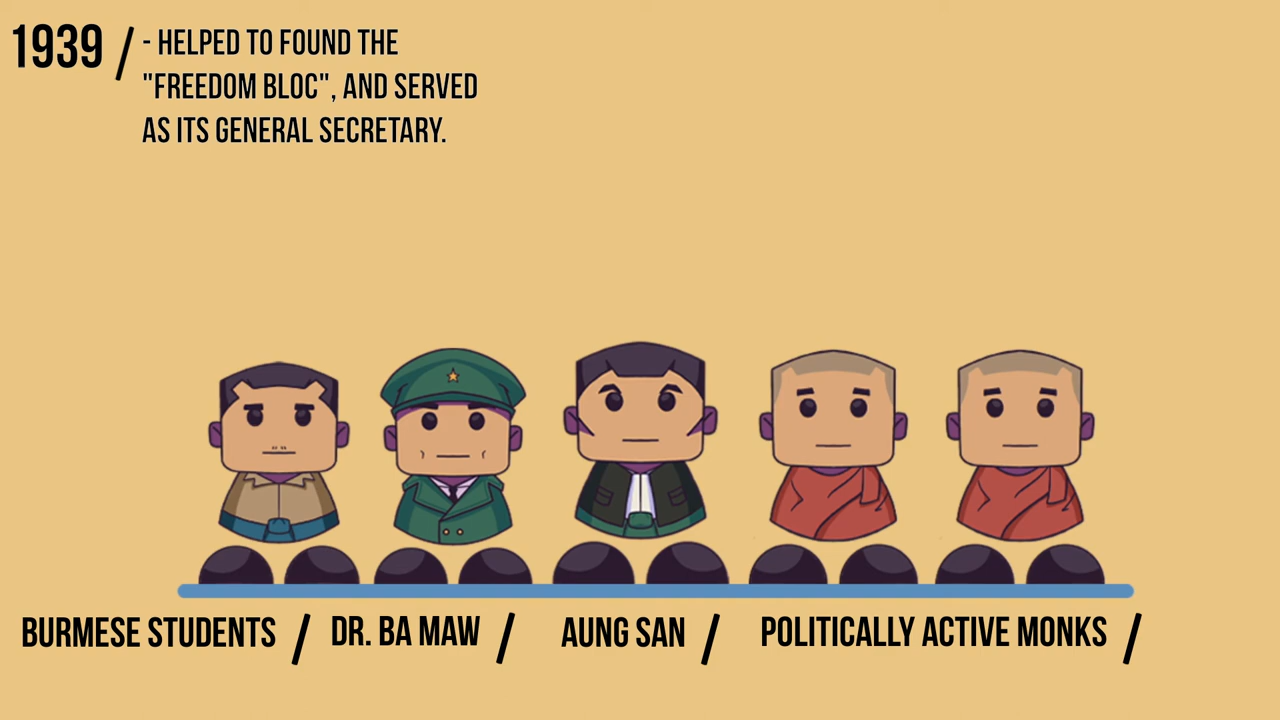 1939 / - HELPED TO FOUND THE
"FREEDOM BLOC", AND SERVED
AS ITS GENERAL SECRETARY.
BURMESE STUDENTS / DR. BA MAW / AUNG SAN / POLITICALLY ACTIVE MONKS /